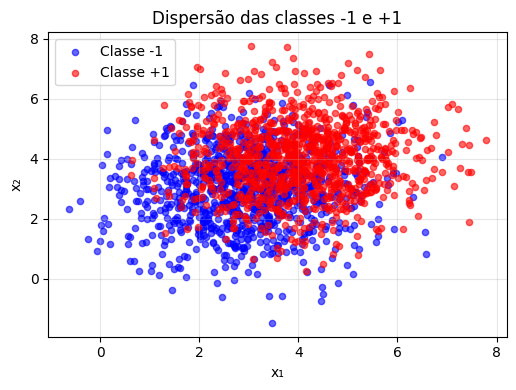 Dispersão das classes -1 e +1
Classe -1
Classe +1
8
6
4
2
0
x₂
0
2
4
6
8
x₁